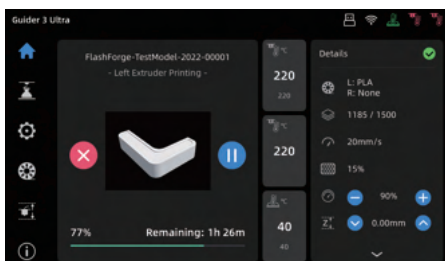 Guider 3 Ultra
FlashForge-TestModel-2022-00001
- Left Extruder Printing -
77%
Remaining: 1h 26m
℃
220
220
℃
220
℃
40
40
Details
L: PLA
R: None
1185 / 1500
20mm/s
15%
90%
0.00mm